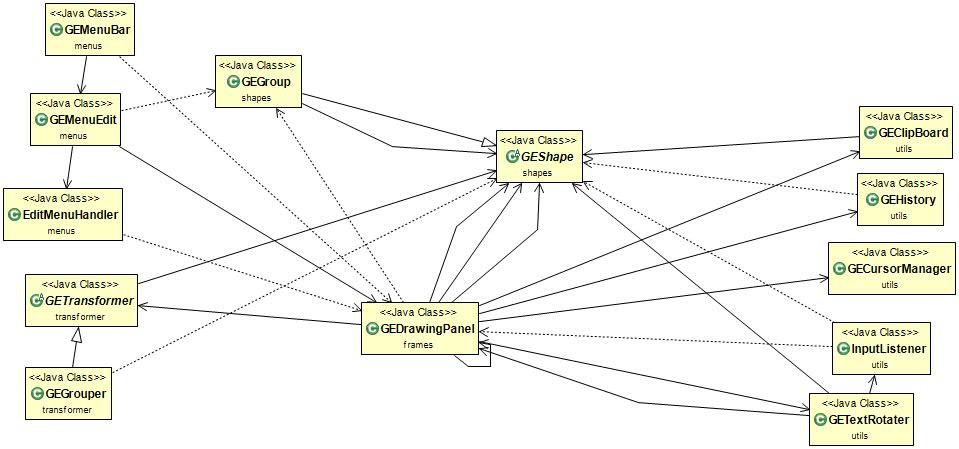 <<Java Class>>
GEMenuBar
menus
<<Java Class>>
GEGroup
shapes
<<Java Class>>
GEMenuEdit
menus
<<Java Class>>
GEClipBoard
utils
<<Java Class>>
GEShape
shapes
<<Java Class>>
GEHistory
utils
<<Java Class>>
EditMenuHandler
menus
<<Java Class>>
GECursorManager
utils
<<Java Class>>
GETransformer
transformer
<<Java Class>>
GEDrawingPanel
frames
<<Java Class>>
InputListener
utils
<<Java Class>>
GEGrouper
transformer
<<Java Class>>
GETextRotater
utils